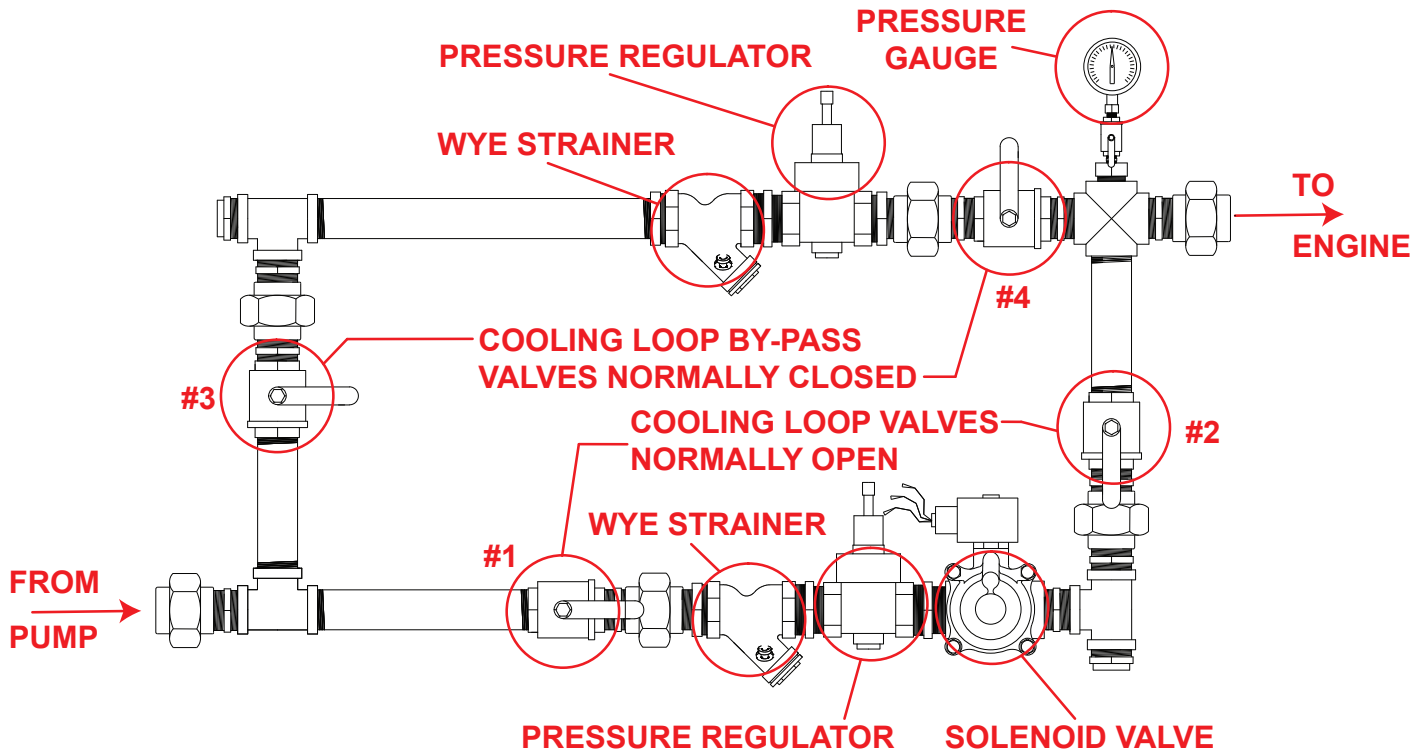 PRESSURE
GAUGE
PRESSURE REGULATOR
WYE STRAINER
TO
ENGINE
#4
COOLING LOOP BY-PASS
VALVES NORMALLY CLOSED
#3
COOLING LOOP VALVES
NORMALLY OPEN
#2
WYE STRAINER
#1
FROM
PUMP
PRESSURE REGULATOR
SOLENOID VALVE